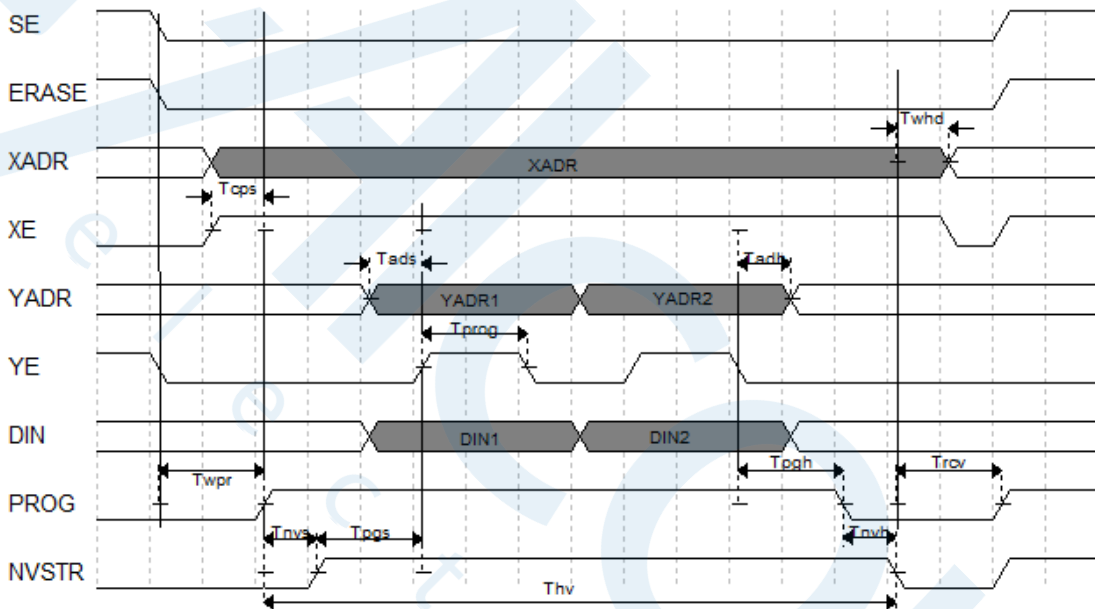 SE
ERASE
Twhd
XADR
XADR
Tcps
XE
Tads
Tadh
YADR
YADR1
YADR2
Tprog
YE
DIN
DIN1
DIN2
Twpr
Tpgh
Trcv
PROG
Tnvs
Tpgs
Tnvh
NVSTR
Thv